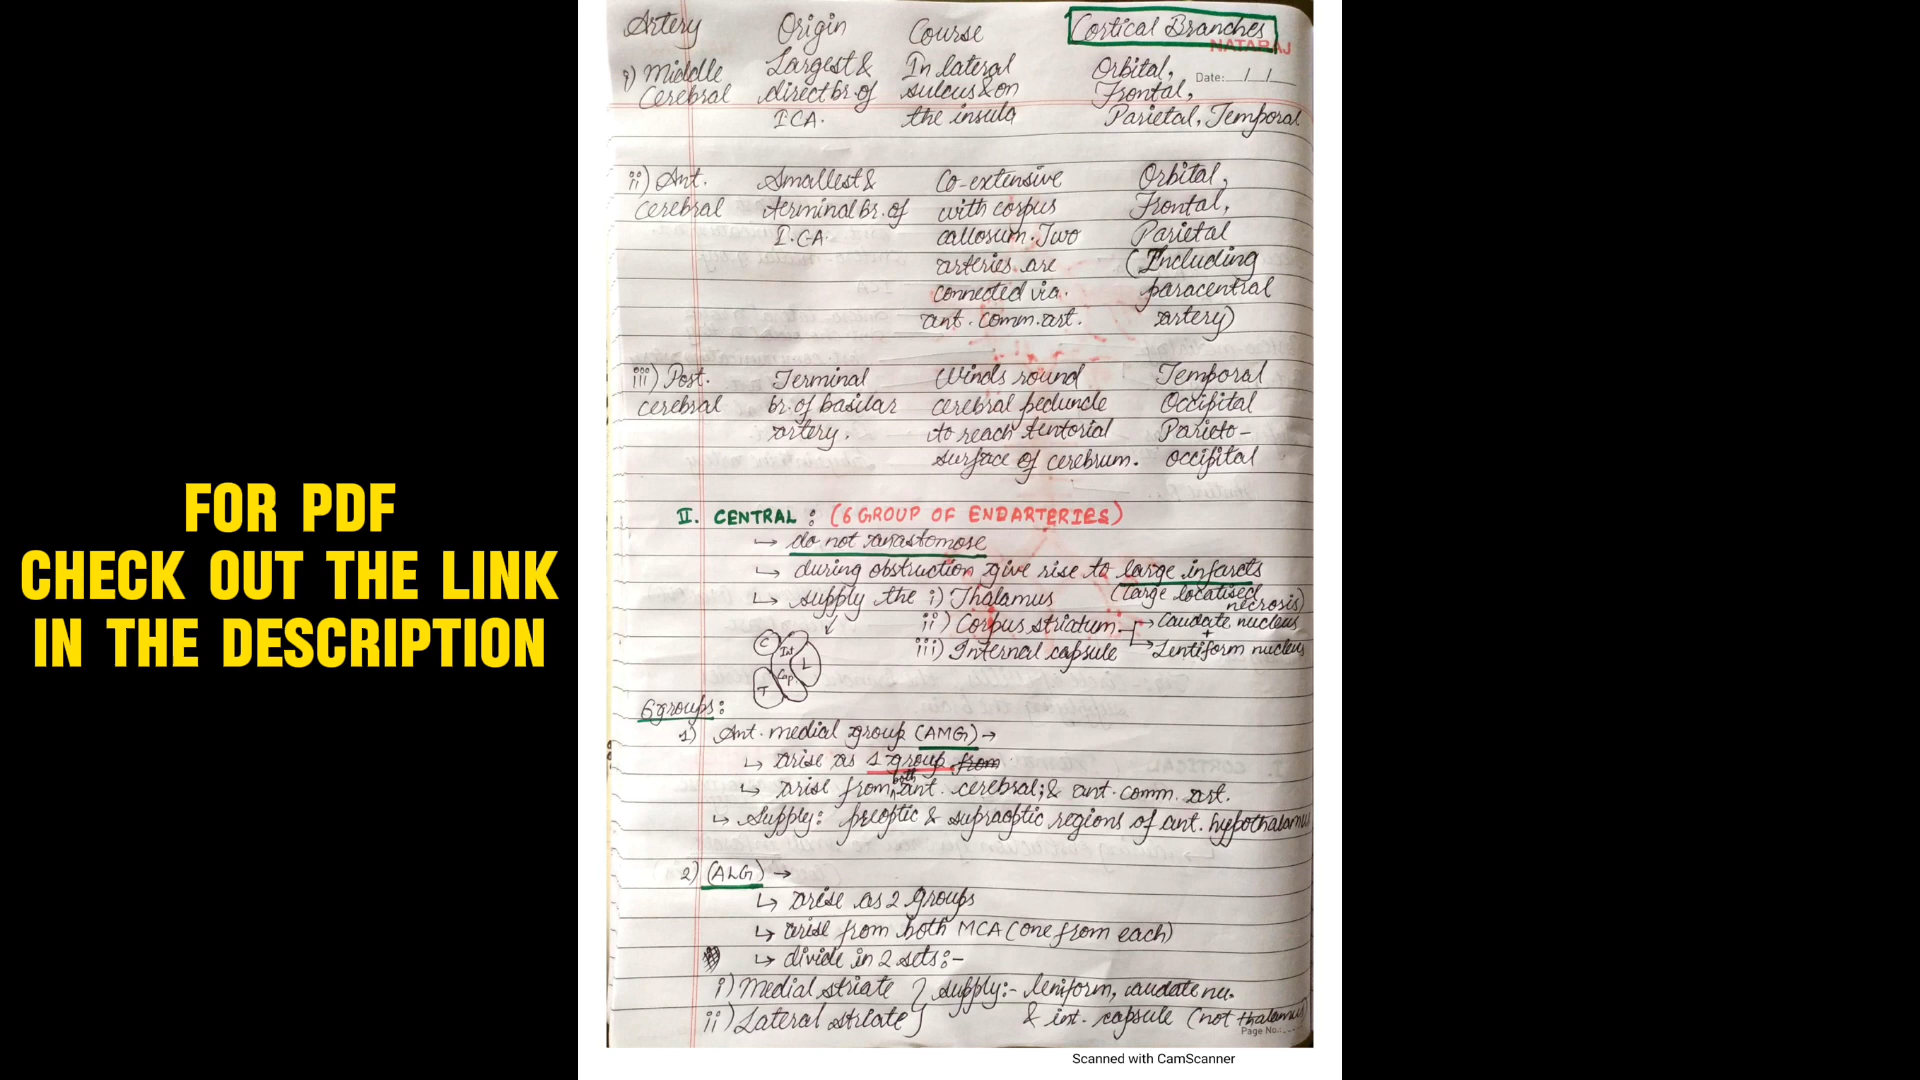 FOR PDF
CHECK OUT THE LINK
IN THE DESCRIPTION
Artery Origin Course Cortical Branches
NATARAJ
Date: / /
i) Middle Cerebral
Largest &
direct br. of
ICA.
In lateral
sulcus & on
the insula
Orbital,
Frontal,
Parietal, Temporal
ii) Ant.
cerebral
Smallest &
terminal br. of
I.C.A.
Co-extensive
with corpus
callosum. Two
arteries are
connected via.
ant. comm. art.
Orbital,
Frontal,
Parietal
(Including
paracentral
artery)
iii) Post.
cerebral
Terminal
br. of basilar
artery.
Winds round
cerebral peduncle
to reach tentorial
surface of cerebrum.
Temporal
Occipital
Parieto-
occipital
II. CENTRAL : (6 GROUP OF ENDARTERIES)
↳ do not anastomose
↳ during obstruction give rise to large infarcts
(large localised
necrosis)
↳ supply the i) Thalamus
ii) Corpus striatum → Caudate nucleus
+
iii) Internal capsule → Lentiform nucleus
C
Int
L
Cap.
T
6 groups :
1) Ant. medial group (AMG) →
↳ arise as 1 group from
↳ arise from both ant. cerebral; & ant. comm. art.
↳ Supply: preoptic & supraoptic regions of ant. hypothalamus
2) (ALG) →
↳ arise as 2 groups
↳ arise from both MCA (one from each)
↳ divide in 2 sets :-
i) Medial striate } supply :- leniform, caudate nu.
ii) Lateral striate } & int. capsule (not thalamus)
Page No.:
Scanned with CamScanner